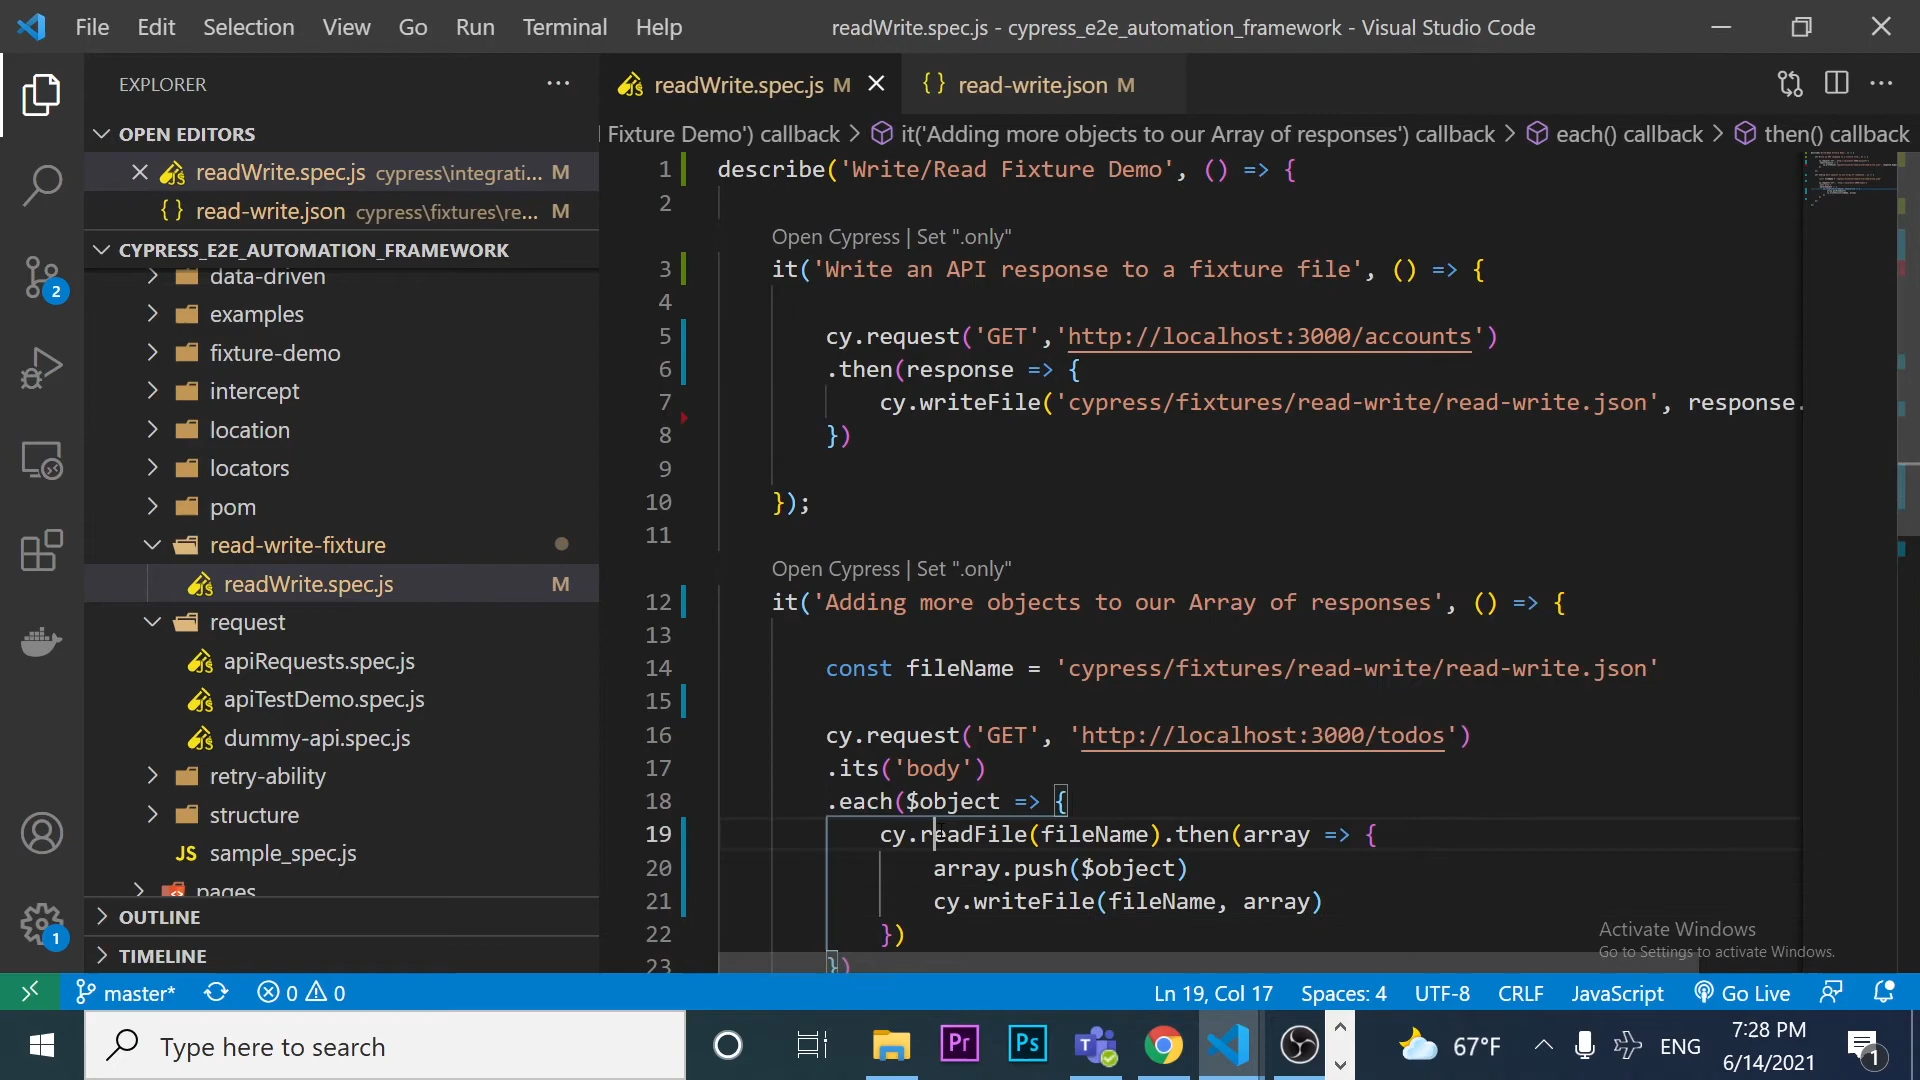 File Edit Selection View Go Run Terminal Help readWrite.spec.js - cypress_e2e_automation_framework - Visual Studio Code
EXPLORER
readWrite.spec.js M read-write.json M
OPEN EDITORS
Fixture Demo') callback > it('Adding more objects to our Array of responses') callback > each() callback > then() callback
readWrite.spec.js cypress\integrati... M
read-write.json cypress\fixtures\re... M
CYPRESS_E2E_AUTOMATION_FRAMEWORK
data-driven
examples
fixture-demo
intercept
location
locators
pom
read-write-fixture
readWrite.spec.js M
request
apiRequests.spec.js
apiTestDemo.spec.js
dummy-api.spec.js
retry-ability
structure
JS sample_spec.js
pages
OUTLINE
TIMELINE
2
1
1 describe('Write/Read Fixture Demo', () => {
2
Open Cypress | Set ".only"
3 it('Write an API response to a fixture file', () => {
4
5 cy.request('GET','http://localhost:3000/accounts')
6 .then(response => {
7 cy.writeFile('cypress/fixtures/read-write/read-write.json', response.
8 })
9
10 });
11
Open Cypress | Set ".only"
12 it('Adding more objects to our Array of responses', () => {
13
14 const fileName = 'cypress/fixtures/read-write/read-write.json'
15
16 cy.request('GET', 'http://localhost:3000/todos')
17 .its('body')
18 .each($object => {
19 cy.readFile(fileName).then(array => {
20 array.push($object)
21 cy.writeFile(fileName, array)
22 })
23 })
Activate Windows
Go to Settings to activate Windows.
master* 0 0 Ln 19, Col 17 Spaces: 4 UTF-8 CRLF JavaScript Go Live
Type here to search Pr Ps T 67°F ENG 7:28 PM
6/14/2021 1